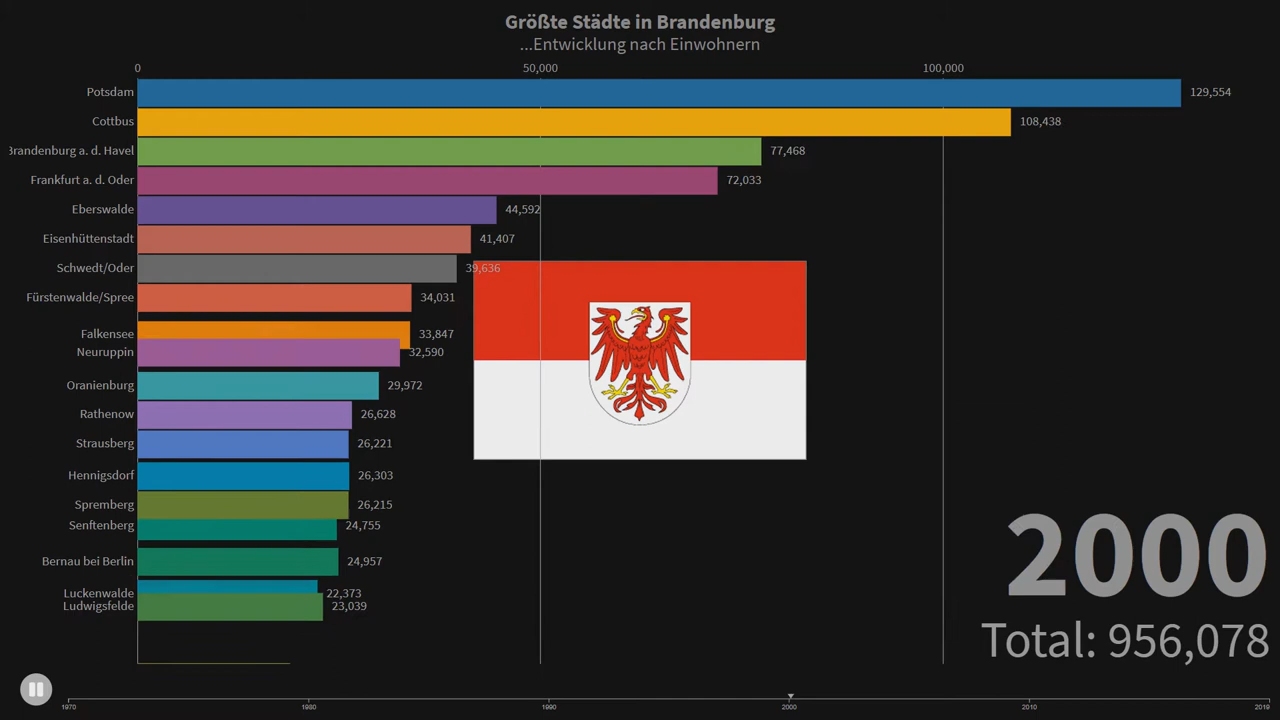 Größte Städte in Brandenburg
...Entwicklung nach Einwohnern
0 50,000 100,000
Potsdam 129,554
Cottbus 108,438
Brandenburg a. d. Havel 77,468
Frankfurt a. d. Oder 72,033
Eberswalde 44,592
Eisenhüttenstadt 41,407
Schwedt/Oder 39,636
Fürstenwalde/Spree 34,031
Falkensee 33,847
Neuruppin 32,590
Oranienburg 29,972
Rathenow 26,628
Strausberg 26,221
Hennigsdorf 26,303
Spremberg 26,215
Senftenberg 24,755
Bernau bei Berlin 24,957
Luckenwalde 22,373
Ludwigsfelde 23,039
2000
Total: 956,078
1970 1980 1990 2000 2010 2019